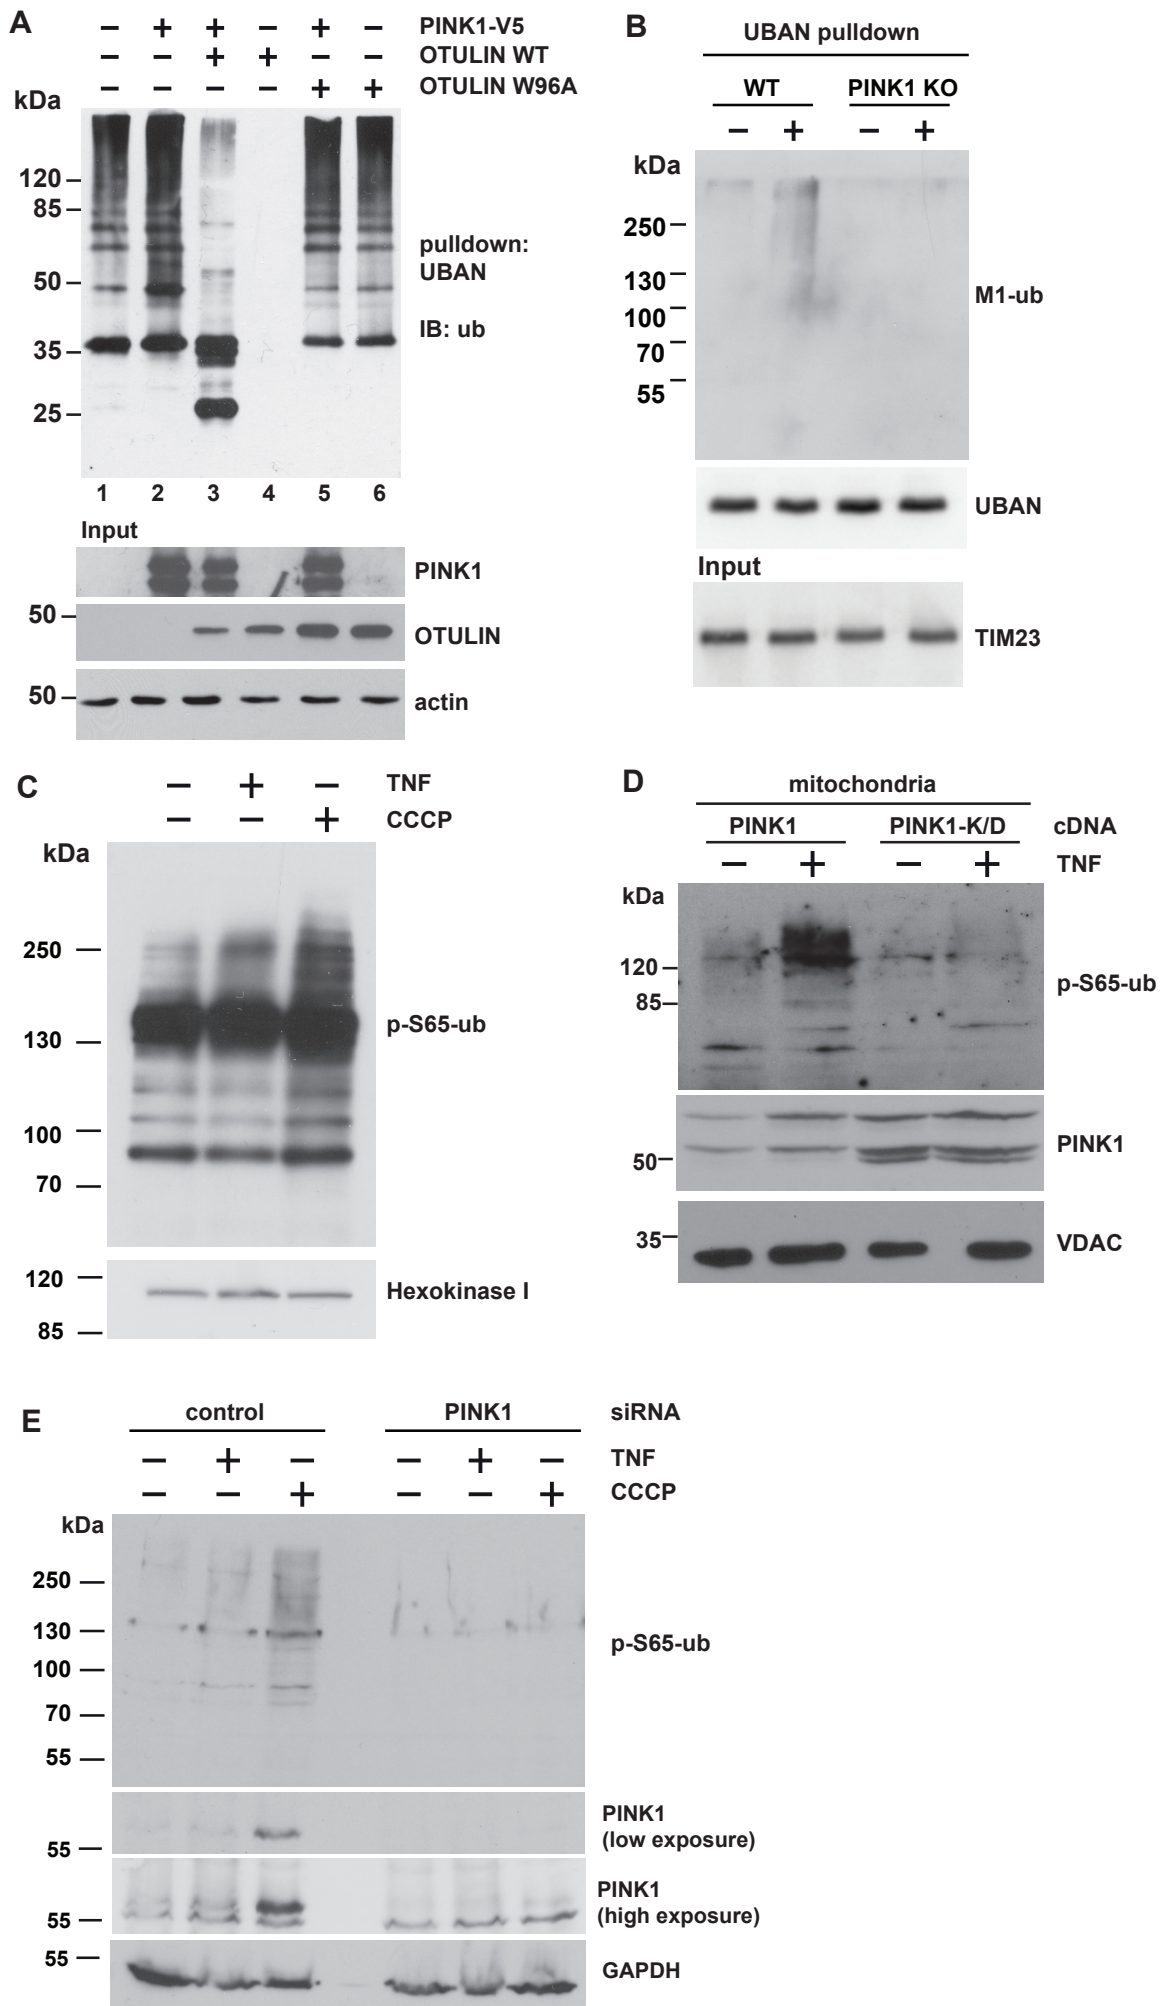 A
– + + – + – PINK1-V5
– – + + – – OTULIN WT
– – – – + + OTULIN W96A
kDa
120
85
50
35
25
pulldown:
UBAN
IB: ub
1 2 3 4 5 6
Input
PINK1
50
OTULIN
50
actin
B
UBAN pulldown
WT PINK1 KO
– + – +
kDa
250
130
100
70
55
M1-ub
UBAN
Input
TIM23
C
– + – TNF
– – + CCCP
kDa
250
130
100
70
p-S65-ub
120
85
Hexokinase I
D
mitochondria
PINK1 PINK1-K/D cDNA
– + – + TNF
kDa
120
85
p-S65-ub
50
PINK1
35
VDAC
E
control PINK1 siRNA
– + – – + – TNF
– – + – – + CCCP
kDa
250
130
100
70
55
p-S65-ub
PINK1
(low exposure)
55
PINK1
(high exposure)
55
55
GAPDH